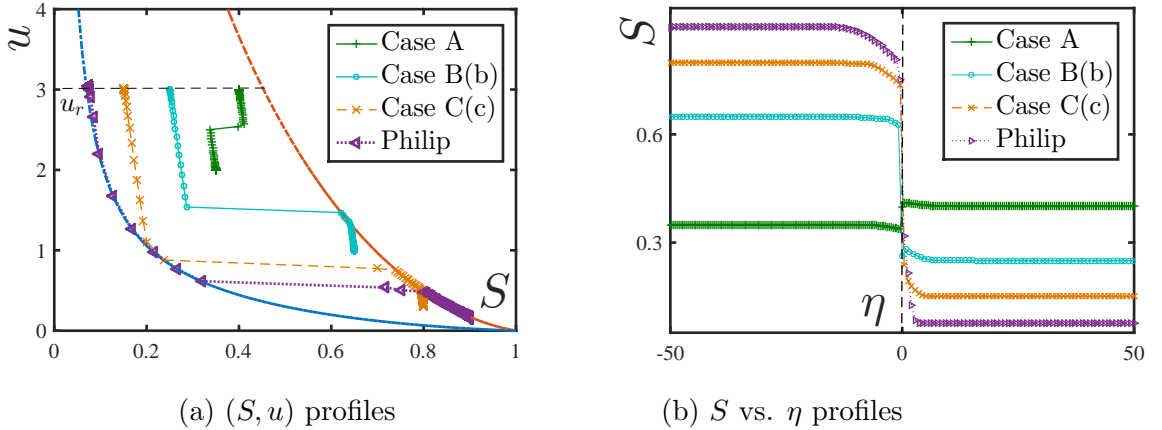 u
4
3
2
1
0
u_r
Case A
Case B(b)
Case C(c)
Philip
S
0
0.2
0.4
0.6
0.8
1
(a) (S, u) profiles
S
0.6
0.3
Case A
Case B(b)
Case C(c)
Philip
η
-50
0
50
(b) S vs. η profiles